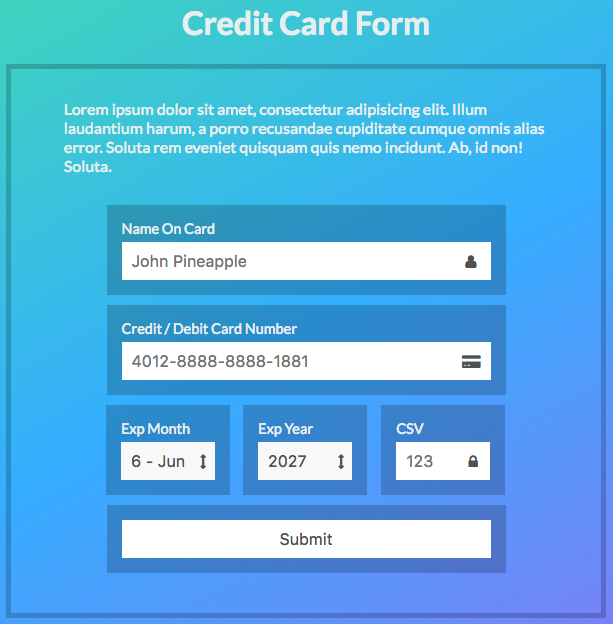 Credit Card Form
Lorem ipsum dolor sit amet, consectetur adipisicing elit. Illum
laudantium harum, a porro recusandae cupiditate cumque omnis alias
error. Soluta rem eveniet quisquam quis nemo incidunt. Ab, id non!
Soluta.
Name On Card
John Pineapple
Credit / Debit Card Number
4012-8888-8888-1881
Exp Month
6 - Jun
Exp Year
2027
CSV
123
Submit